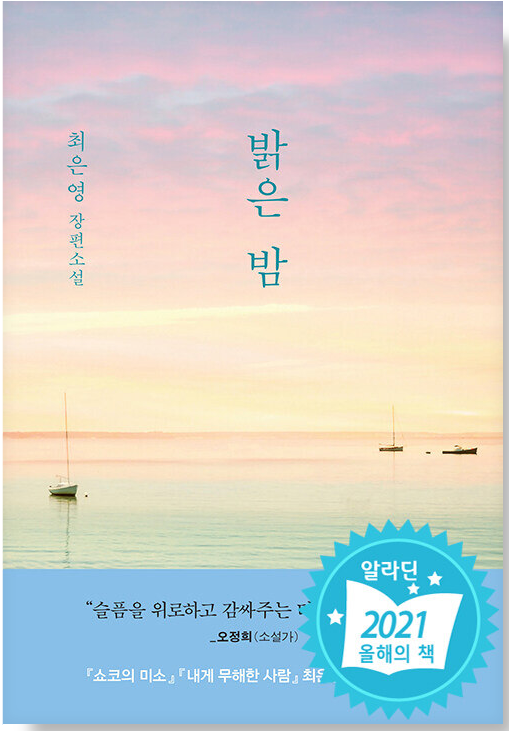 밝은 밤
최은영 장편소설
“슬픔을 위로하고 감싸주는
_오정희(소설가)
『쇼코의 미소』『내게 무해한 사람』
알라딘
2021
올해의 책